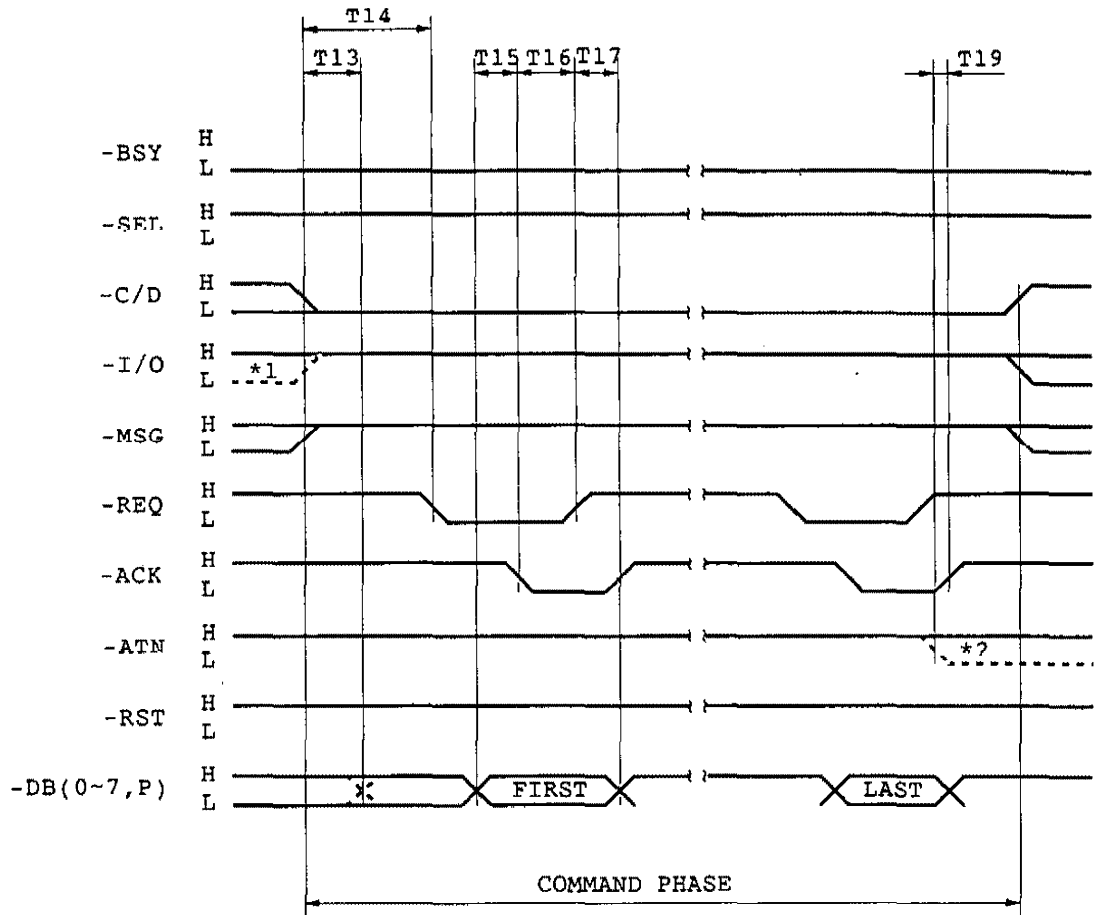 T14
T13 T15 T16 T17 T19
-BSY H
L
-SEL H
L
-C/D H
L
-I/O H
L *1
-MSG H
L
-REQ H
L
-ACK H
L
-ATN H
L *2
-RST H
L
-DB(0~7,P) H
L FIRST LAST
COMMAND PHASE